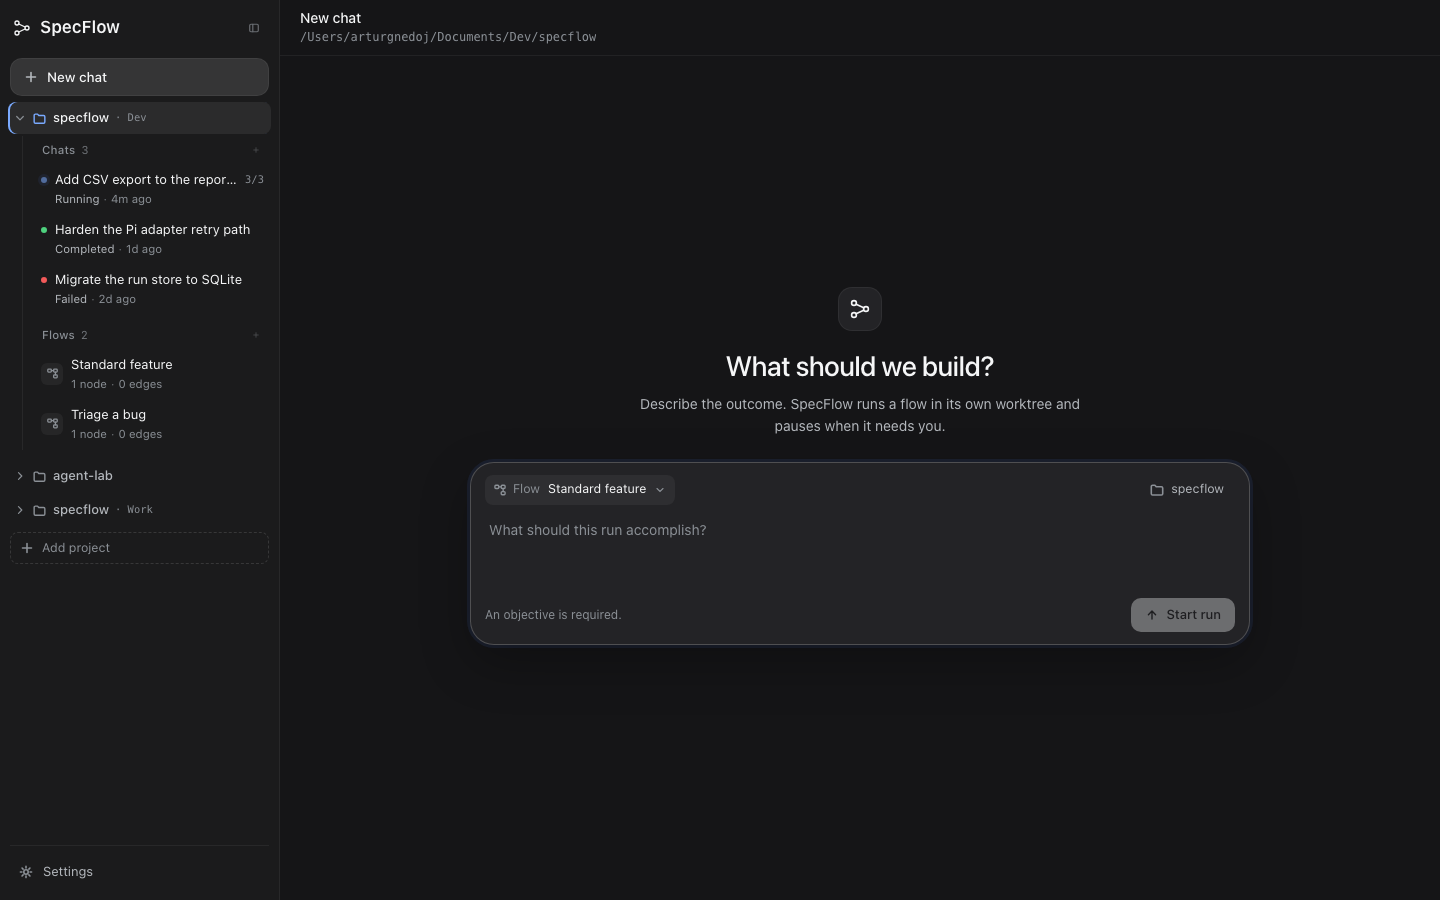 SpecFlow
New chat
specflow · Dev
Chats 3
Add CSV export to the repor... 3/3
Running · 4m ago
Harden the Pi adapter retry path
Completed · 1d ago
Migrate the run store to SQLite
Failed · 2d ago
Flows 2
Standard feature
1 node · 0 edges
Triage a bug
1 node · 0 edges
agent-lab
specflow · Work
Add project
Settings
New chat
/Users/arturgnedoj/Documents/Dev/specflow
What should we build?
Describe the outcome. SpecFlow runs a flow in its own worktree and
pauses when it needs you.
Flow Standard feature
specflow
What should this run accomplish?
An objective is required.
Start run